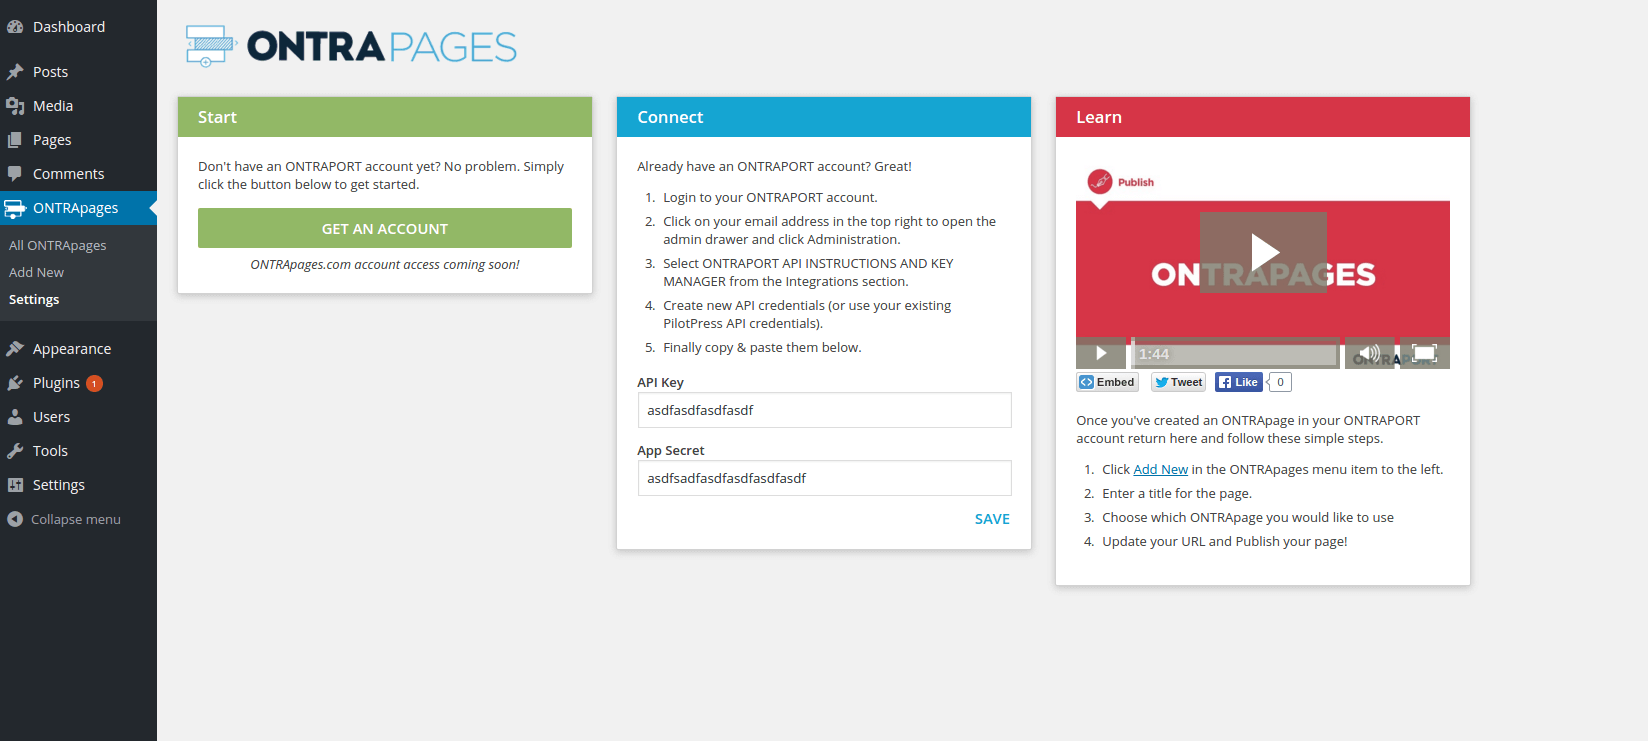 Dashboard
Posts
Media
Pages
Comments
ONTRApages
All ONTRApages
Add New
Settings
Appearance
Plugins 1
Users
Tools
Settings
Collapse menu
ONTRAPAGES
Start
Don't have an ONTRAPORT account yet? No problem. Simply
click the button below to get started.
GET AN ACCOUNT
ONTRApages.com account access coming soon!
Connect
Already have an ONTRAPORT account? Great!
1. Login to your ONTRAPORT account.
2. Click on your email address in the top right to open the
admin drawer and click Administration.
3. Select ONTRAPORT API INSTRUCTIONS AND KEY
MANAGER from the Integrations section.
4. Create new API credentials (or use your existing
PilotPress API credentials).
5. Finally copy & paste them below.
API Key
asdfasdfasdfasdf
App Secret
asdfsadfasdfasdfasdfasdf
SAVE
Learn
Publish
ONTRAPAGES
1:44
ONTRAPORT
Embed
Tweet
Like
0
Once you've created an ONTRApage in your ONTRAPORT
account return here and follow these simple steps.
1. Click Add New in the ONTRApages menu item to the left.
2. Enter a title for the page.
3. Choose which ONTRApage you would like to use
4. Update your URL and Publish your page!